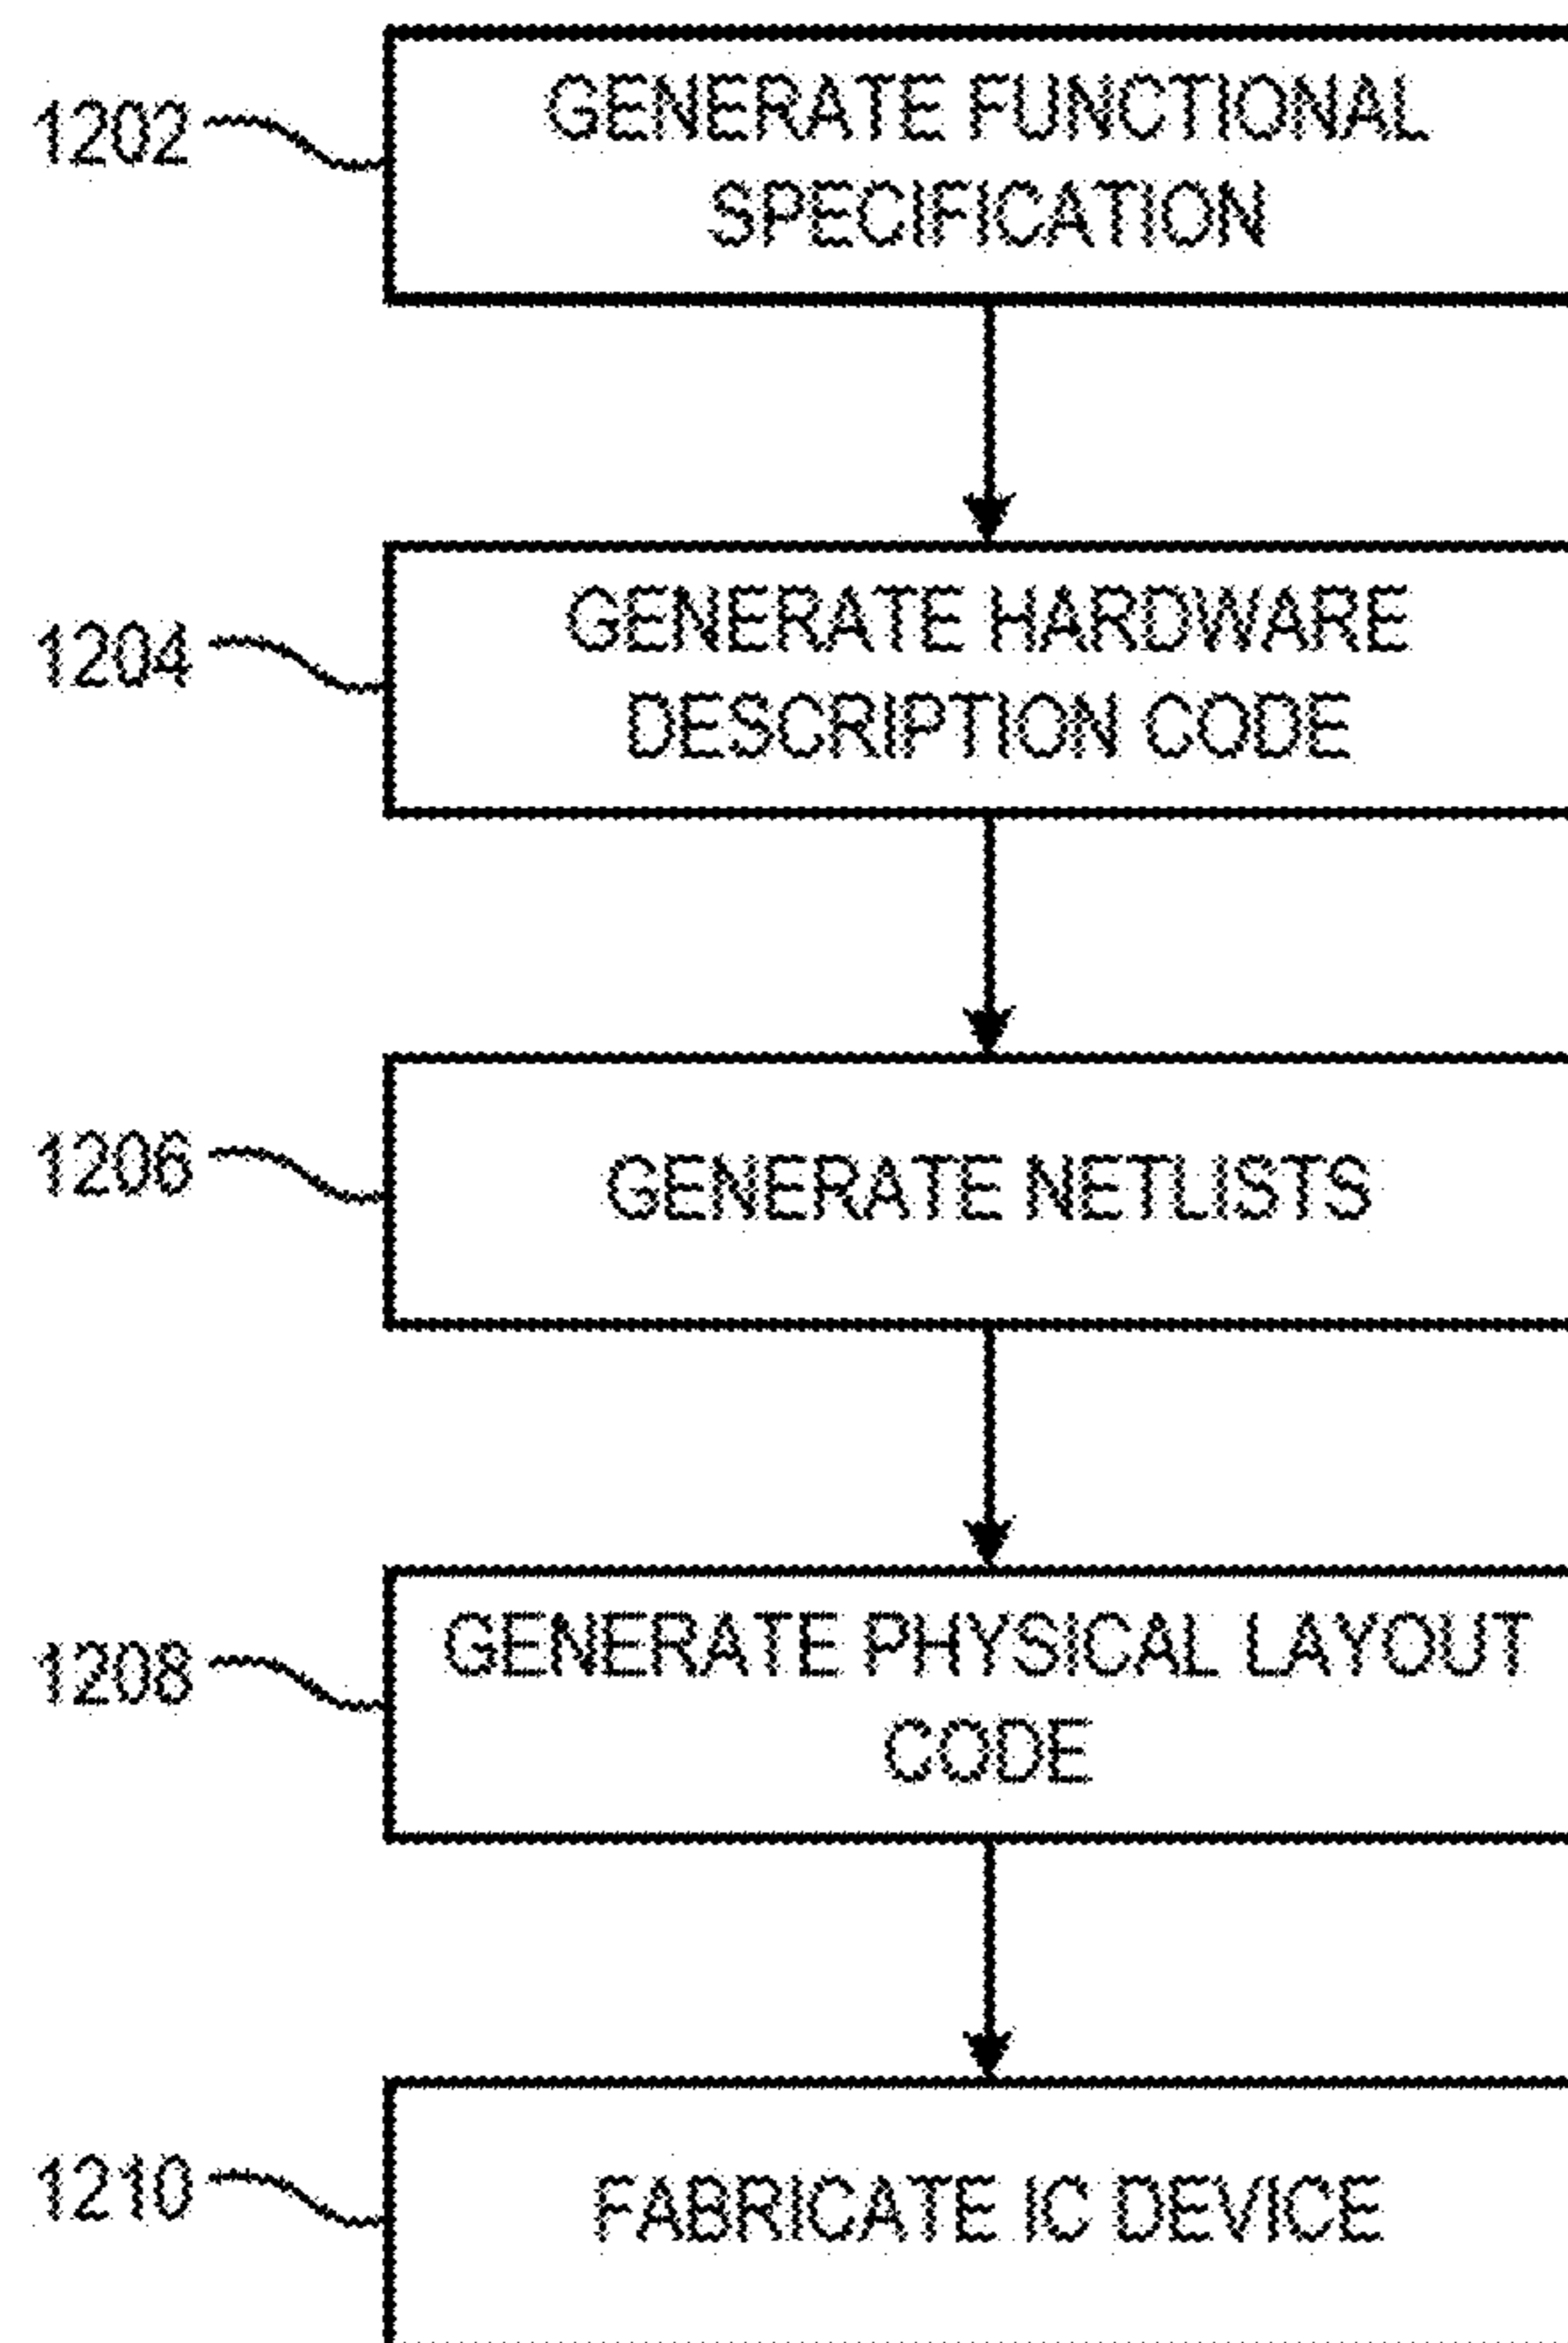 1202
GENERATE FUNCTIONAL
SPECIFICATION
1204
GENERATE HARDWARE
DESCRIPTION CODE
1206
GENERATE NETLISTS
1208
GENERATE PHYSICAL LAYOUT
CODE
1210
FABRICATE IC DEVICE